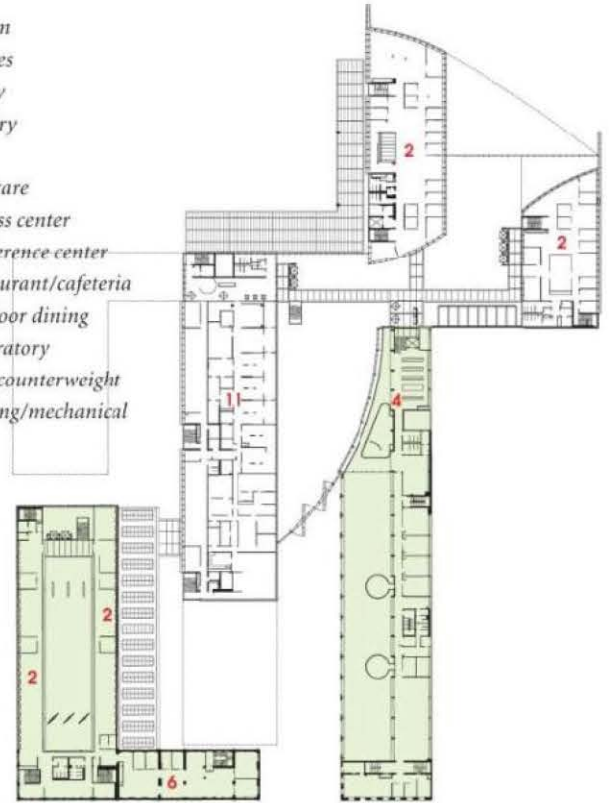 es
ry
are
ss center
erence center
urant/cafeteria
oor dining
ratory
counterweight
ng/mechanical
2
2
11
4
2
2
6